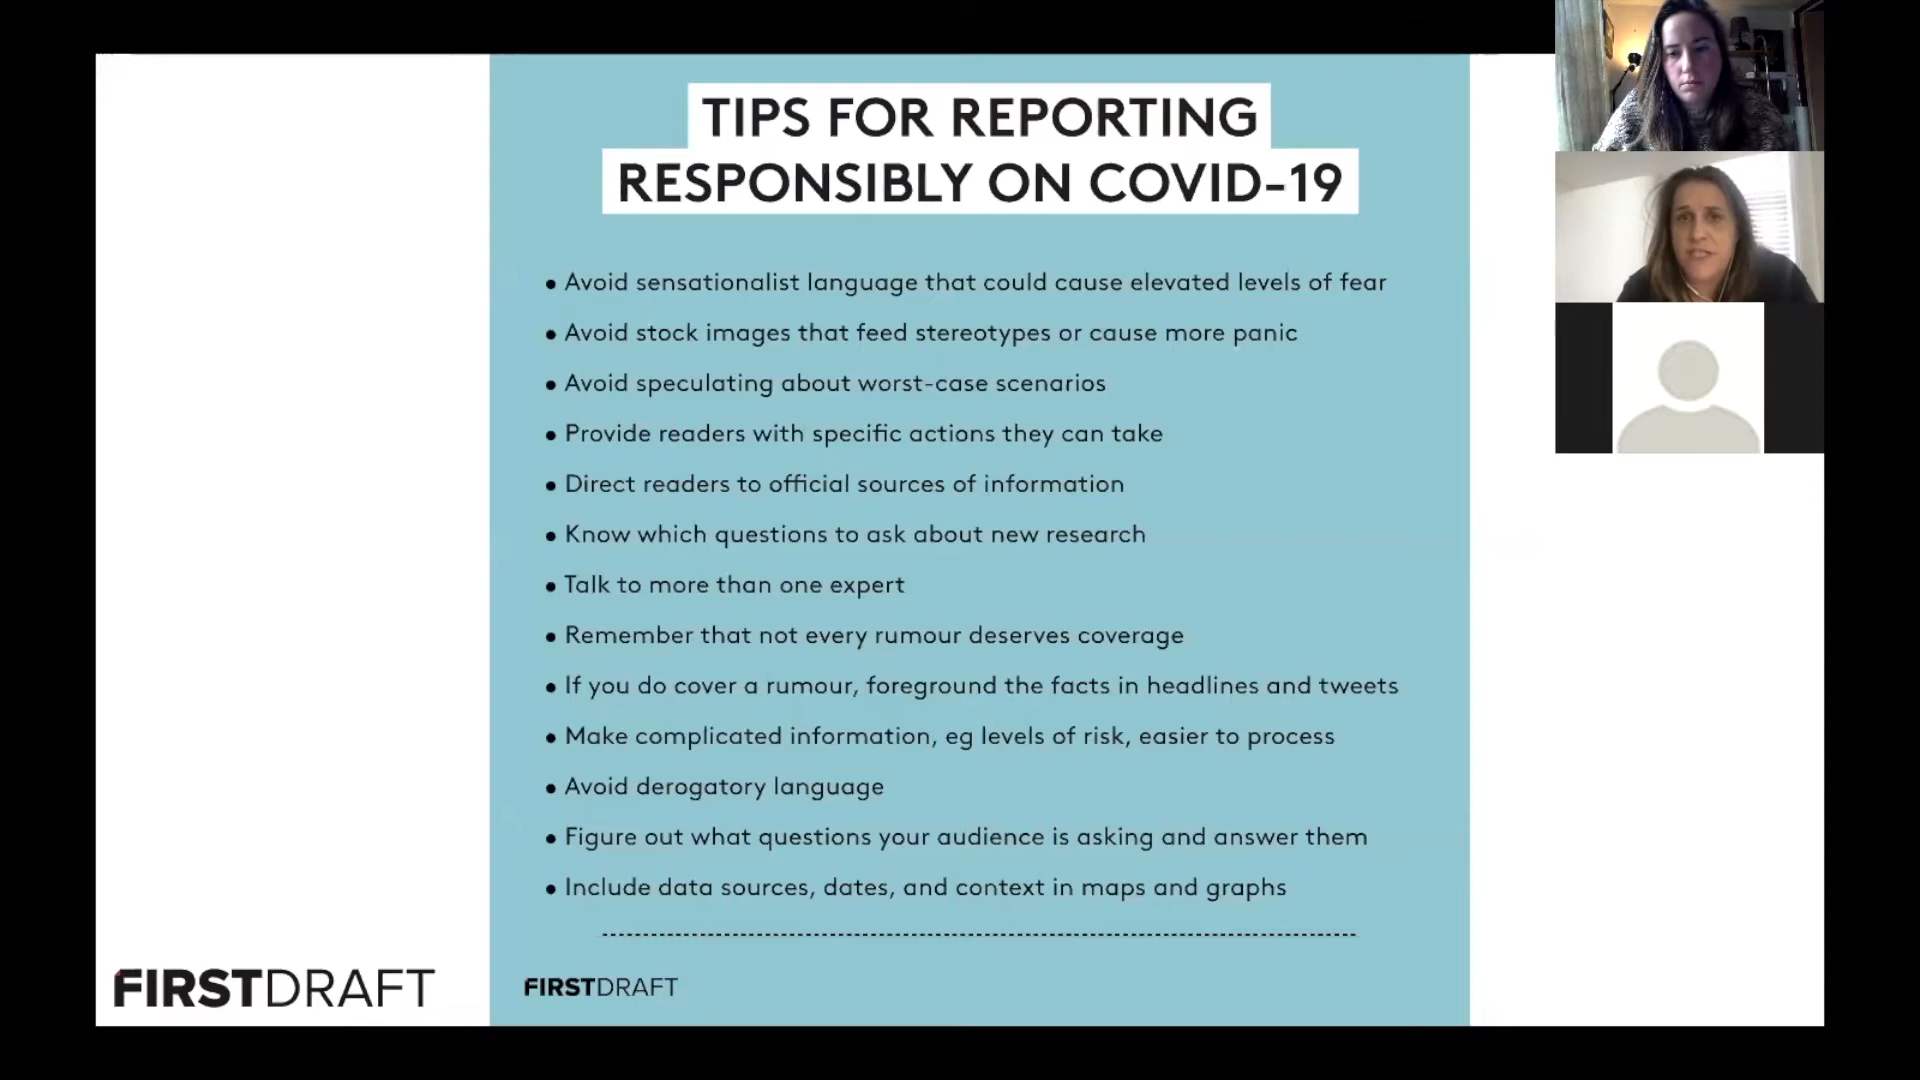 TIPS FOR REPORTING
RESPONSIBLY ON COVID-19
• Avoid sensationalist language that could cause elevated levels of fear
• Avoid stock images that feed stereotypes or cause more panic
• Avoid speculating about worst-case scenarios
• Provide readers with specific actions they can take
• Direct readers to official sources of information
• Know which questions to ask about new research
• Talk to more than one expert
• Remember that not every rumour deserves coverage
• If you do cover a rumour, foreground the facts in headlines and tweets
• Make complicated information, eg levels of risk, easier to process
• Avoid derogatory language
• Figure out what questions your audience is asking and answer them
• Include data sources, dates, and context in maps and graphs
FIRSTDRAFT
FIRSTDRAFT